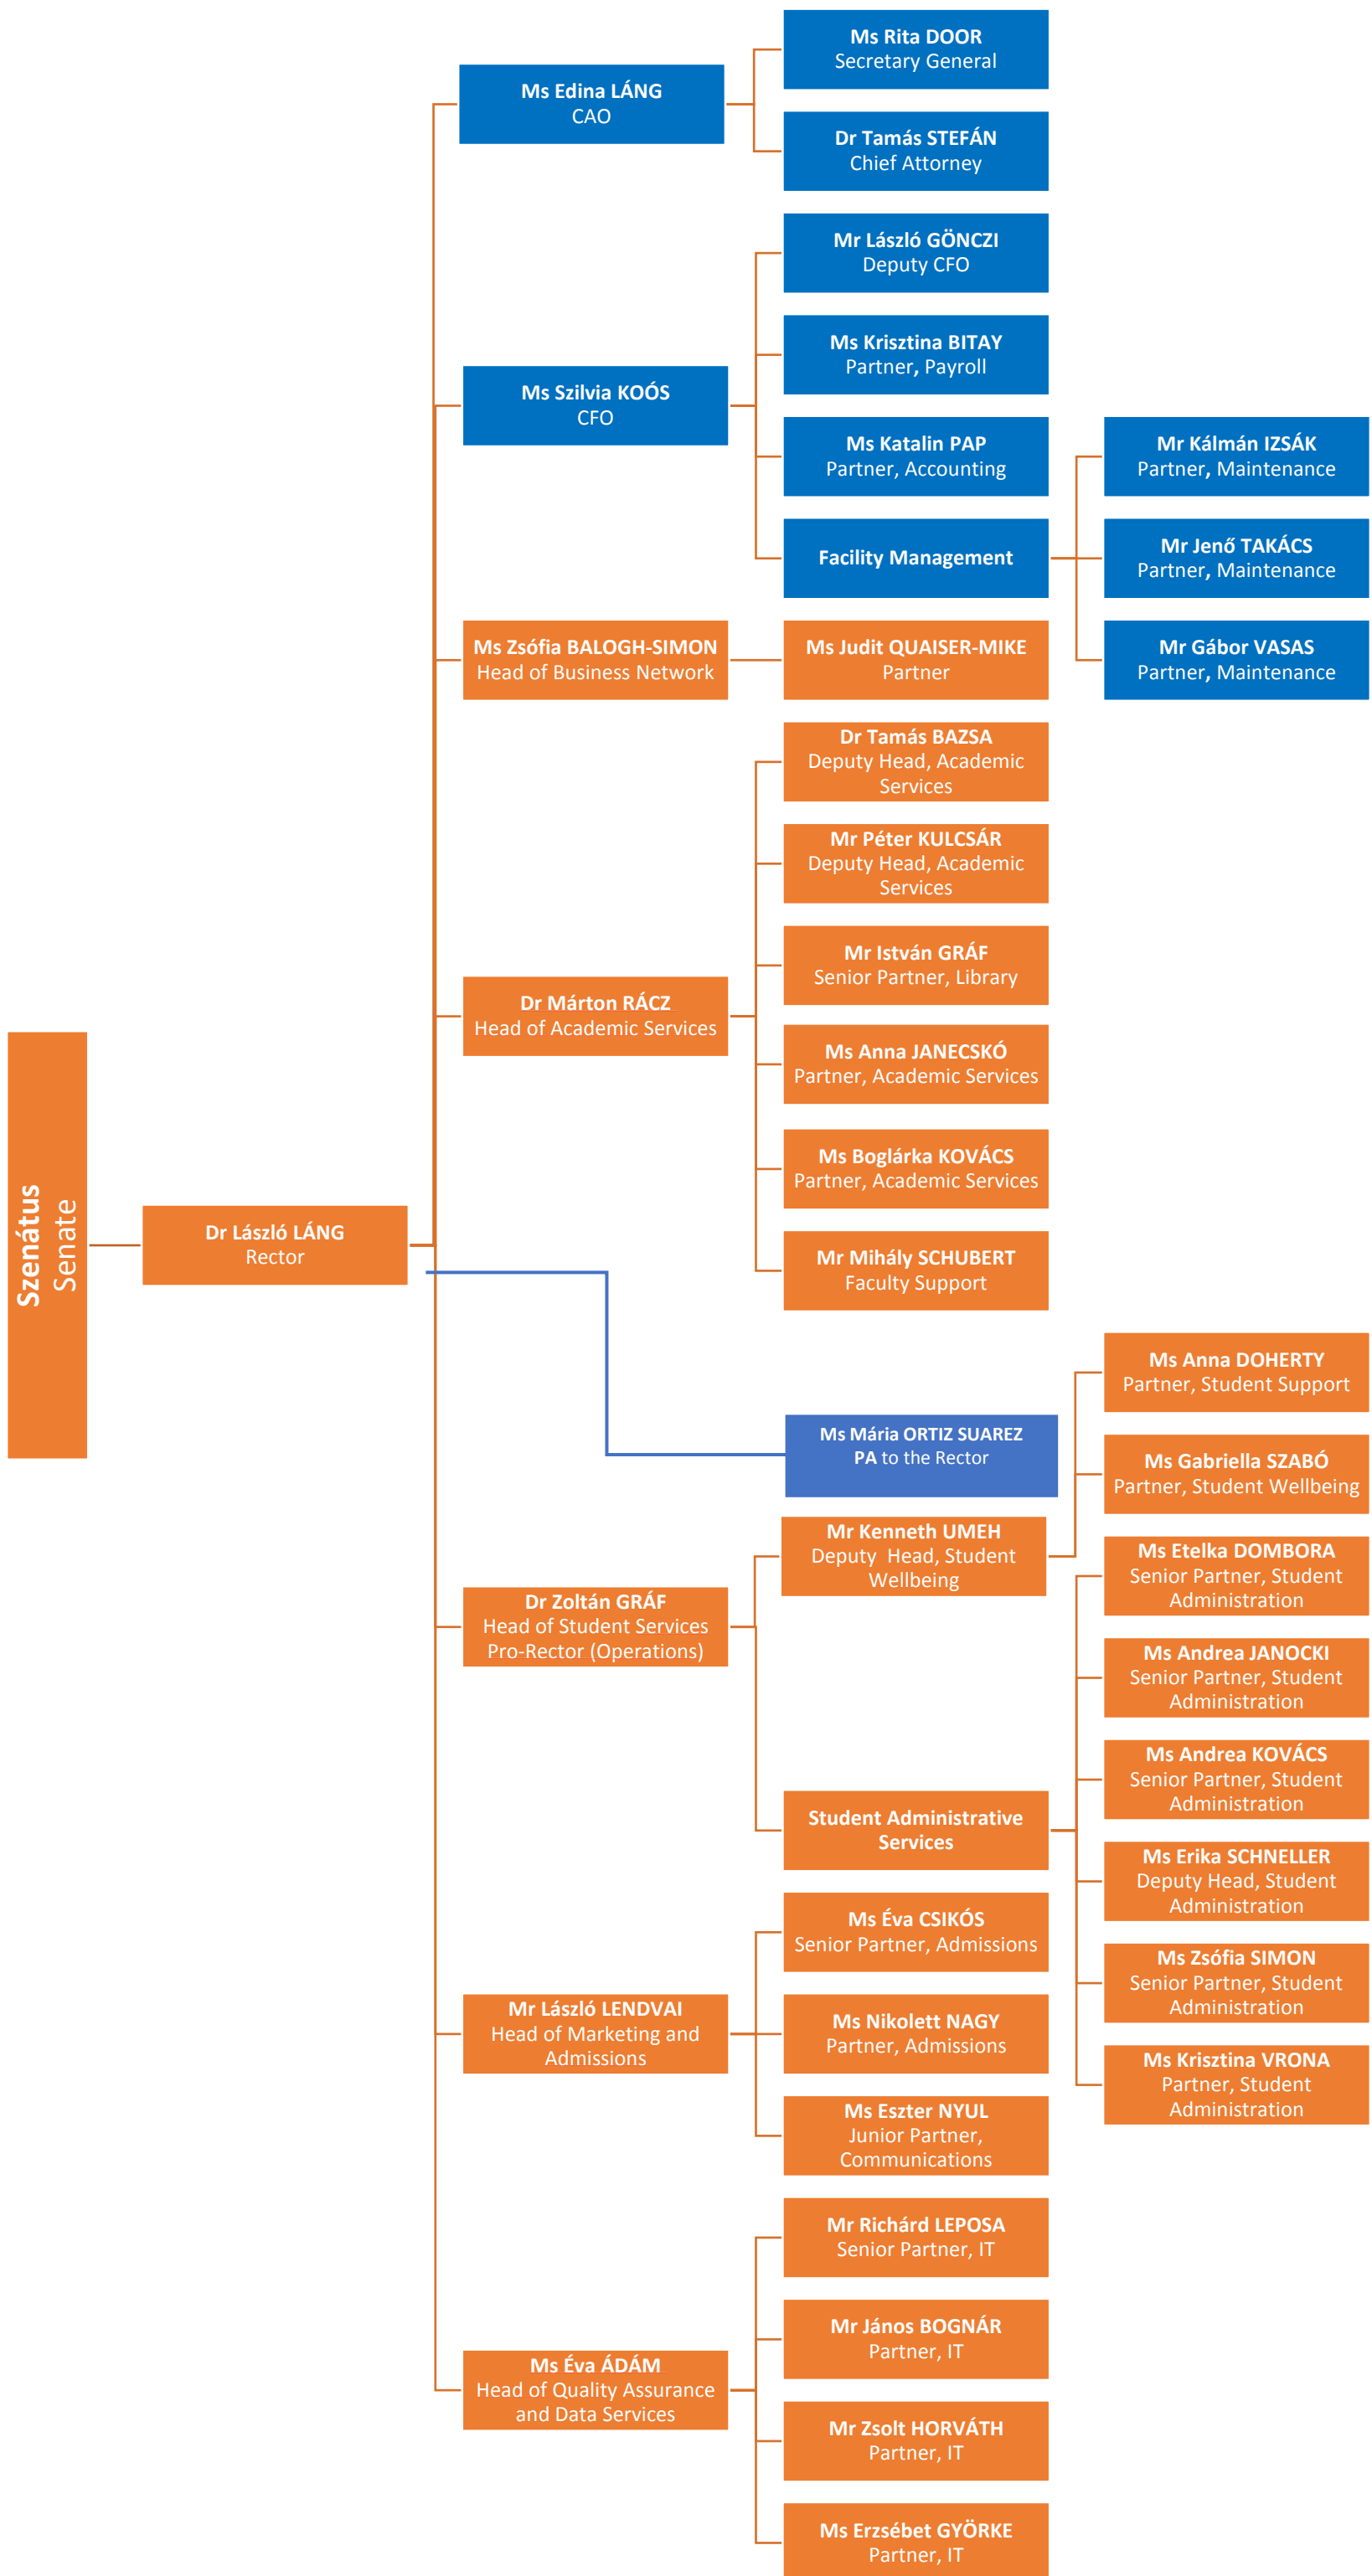 Szenátus
Senate
Dr László LÁNG
Rector
Ms Edina LÁNG
CAO
Ms Rita DOOR
Secretary General
Dr Tamás STEFÁN
Chief Attorney
Ms Szilvia KOÓS
CFO
Mr László GÖNCZI
Deputy CFO
Ms Krisztina BITAY
Partner, Payroll
Ms Katalin PAP
Partner, Accounting
Facility Management
Mr Kálmán IZSÁK
Partner, Maintenance
Mr Jenő TAKÁCS
Partner, Maintenance
Mr Gábor VASAS
Partner, Maintenance
Ms Zsófia BALOGH-SIMON
Head of Business Network
Ms Judit QUAISER-MIKE
Partner
Dr Márton RÁCZ
Head of Academic Services
Dr Tamás BAZSA
Deputy Head, Academic
Services
Mr Péter KULCSÁR
Deputy Head, Academic
Services
Mr István GRÁF
Senior Partner, Library
Ms Anna JANECSKÓ
Partner, Academic Services
Ms Boglárka KOVÁCS
Partner, Academic Services
Mr Mihály SCHUBERT
Faculty Support
Ms Mária ORTIZ SUAREZ
PA to the Rector
Dr Zoltán GRÁF
Head of Student Services
Pro-Rector (Operations)
Mr Kenneth UMEH
Deputy Head, Student
Wellbeing
Ms Anna DOHERTY
Partner, Student Support
Ms Gabriella SZABÓ
Partner, Student Wellbeing
Student Administrative
Services
Ms Etelka DOMBORA
Senior Partner, Student
Administration
Ms Andrea JANOCKI
Senior Partner, Student
Administration
Ms Andrea KOVÁCS
Senior Partner, Student
Administration
Ms Erika SCHNELLER
Deputy Head, Student
Administration
Ms Zsófia SIMON
Senior Partner, Student
Administration
Ms Krisztina VRONA
Partner, Student
Administration
Mr László LENDVAI
Head of Marketing and
Admissions
Ms Éva CSIKÓS
Senior Partner, Admissions
Ms Nikolett NAGY
Partner, Admissions
Ms Eszter NYUL
Junior Partner,
Communications
Ms Éva ÁDÁM
Head of Quality Assurance
and Data Services
Mr Richárd LEPOSA
Senior Partner, IT
Mr János BOGNÁR
Partner, IT
Mr Zsolt HORVÁTH
Partner, IT
Ms Erzsébet GYÖRKE
Partner, IT